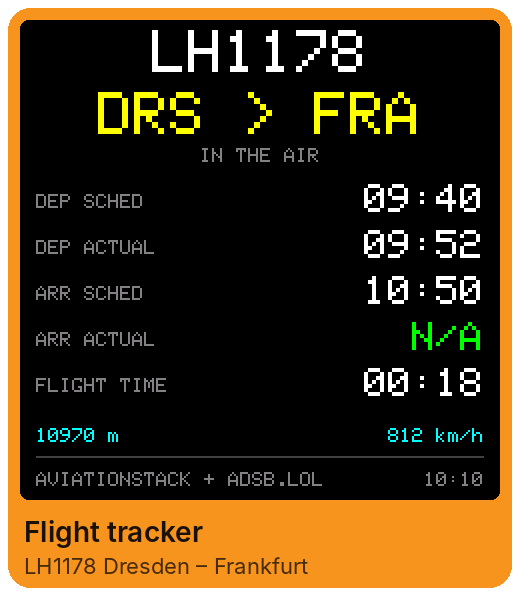 LH1178
DRS > FRA
IN THE AIR
DEP SCHED 09:40
DEP ACTUAL 09:52
ARR SCHED 10:50
ARR ACTUAL N/A
FLIGHT TIME 00:18
10970 m 812 km/h
AVIATIONSTACK + ADSB.LOL 10:10
Flight tracker
LH1178 Dresden – Frankfurt